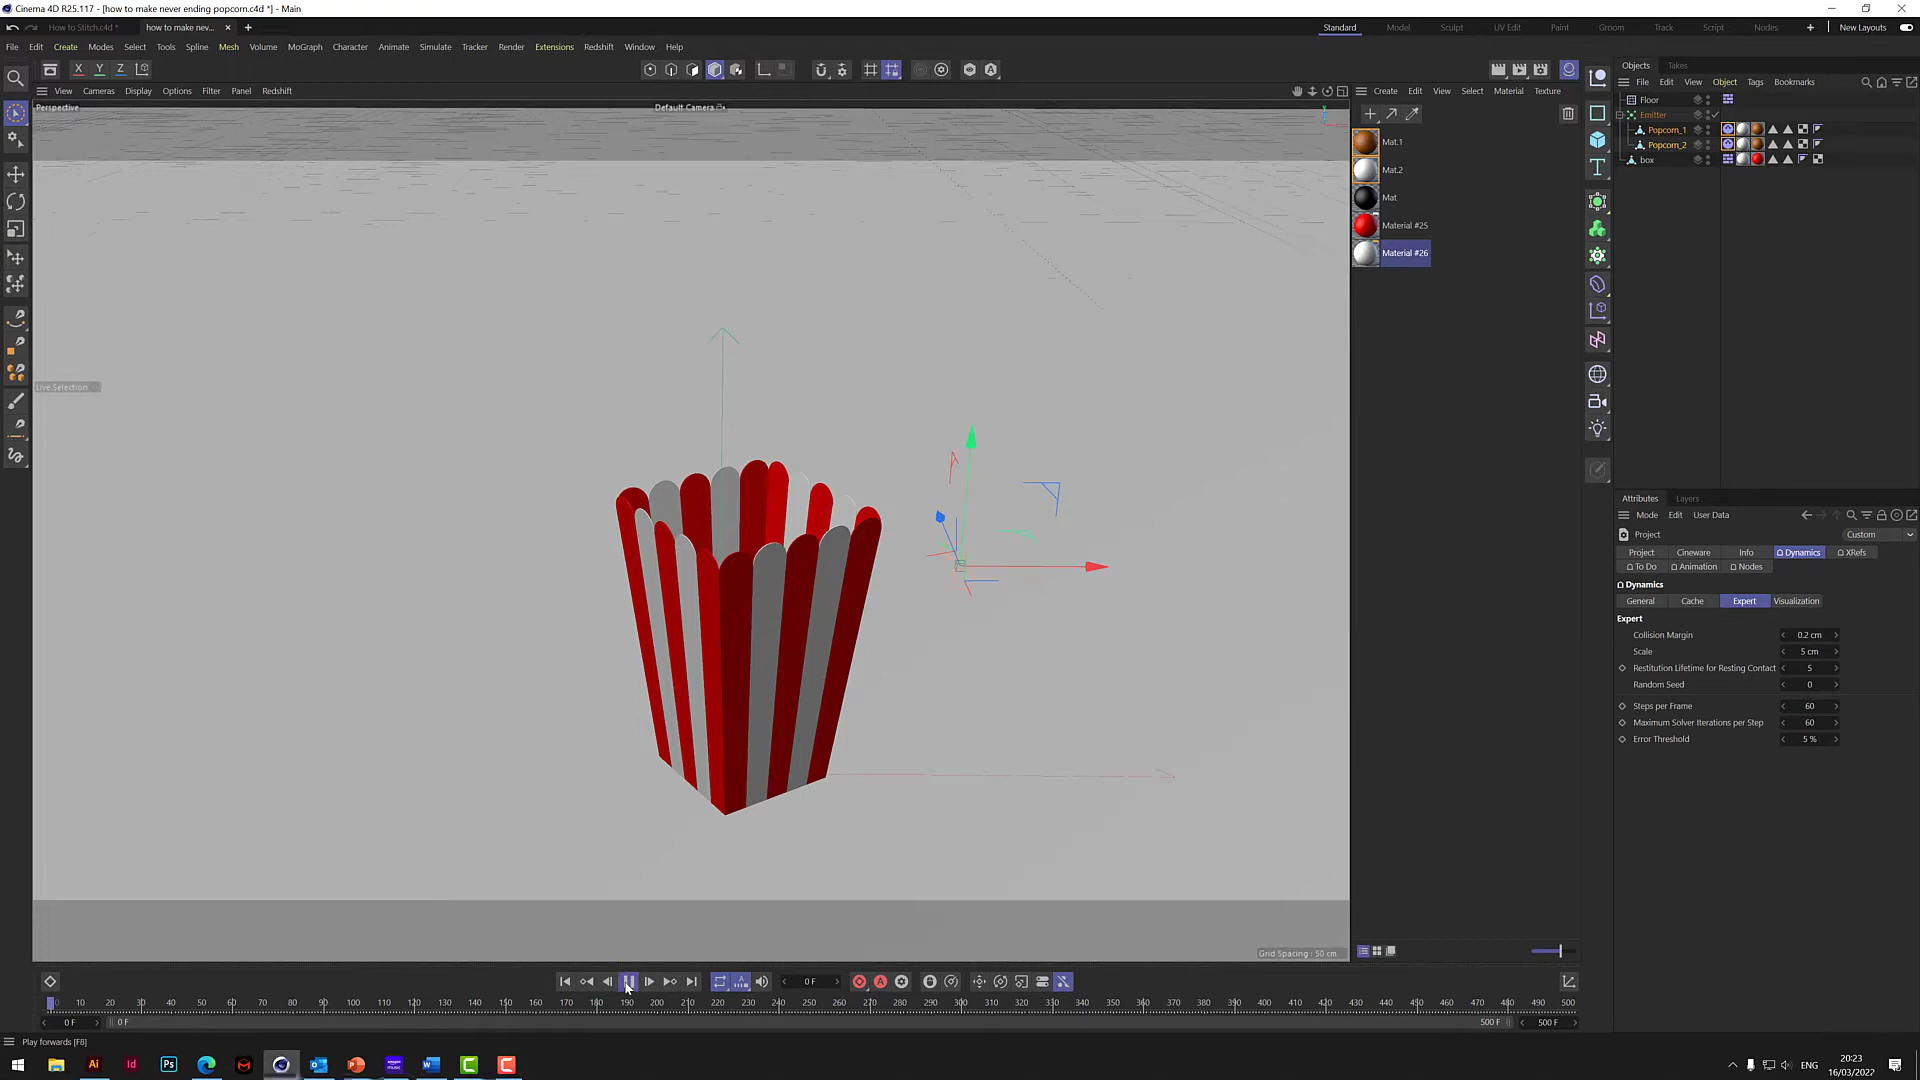 Cinema 4D R25.117 - [how to make never ending popcorn.c4d *] - Main
How to Stitch.c4d *
how to make nev...
Standard
Model
Sculpt
UV Edit
Paint
Groom
Track
Script
Nodes
New Layouts
File Edit Create Modes Select Tools Spline Mesh Volume MoGraph Character Animate Simulate Tracker Render Extensions Redshift Window Help
Objects Takes
File Edit View Object Tags Bookmarks
X Y Z
View Cameras Display Options Filter Panel Redshift
Create Edit View Select Material Texture
Perspective
Default Camera
Floor
Emitter
Popcorn_1
Popcorn_2
box
Mat.1
Mat.2
Mat
Material #25
Material #26
Live Selection
Attributes Layers
Mode Edit User Data
Project
Custom
Project Cineware Info Dynamics XRefs
To Do Animation Nodes
Dynamics
General Cache Expert Visualization
Expert
Collision Margin 0.2 cm
Scale 5 cm
Restitution Lifetime for Resting Contact 5
Random Seed 0
Steps per Frame 60
Maximum Solver Iterations per Step 60
Error Threshold 5 %
Grid Spacing : 50 cm
0 F
0 10 20 30 40 50 60 70 80 90 100 110 120 130 140 150 160 170 180 190 200 210 220 230 240 250 260 270 280 290 300 310 320 330 340 350 360 370 380 390 400 410 420 430 440 450 460 470 480 490 500
0 F
0 F
500 F
500 F
Play forwards [F8]
Ai
Id
Ps
ENG
20:23
16/03/2022